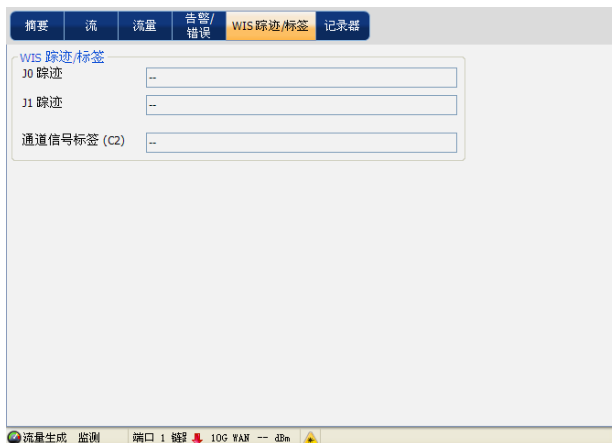 摘要 流 流量 告警/错误 WIS 踪迹/标签 记录器
WIS 踪迹/标签
J0 踪迹 --
J1 踪迹 --
通道信号标签 (C2) --
流量生成 监测 端口 1 链路 10G WAN -- dBm